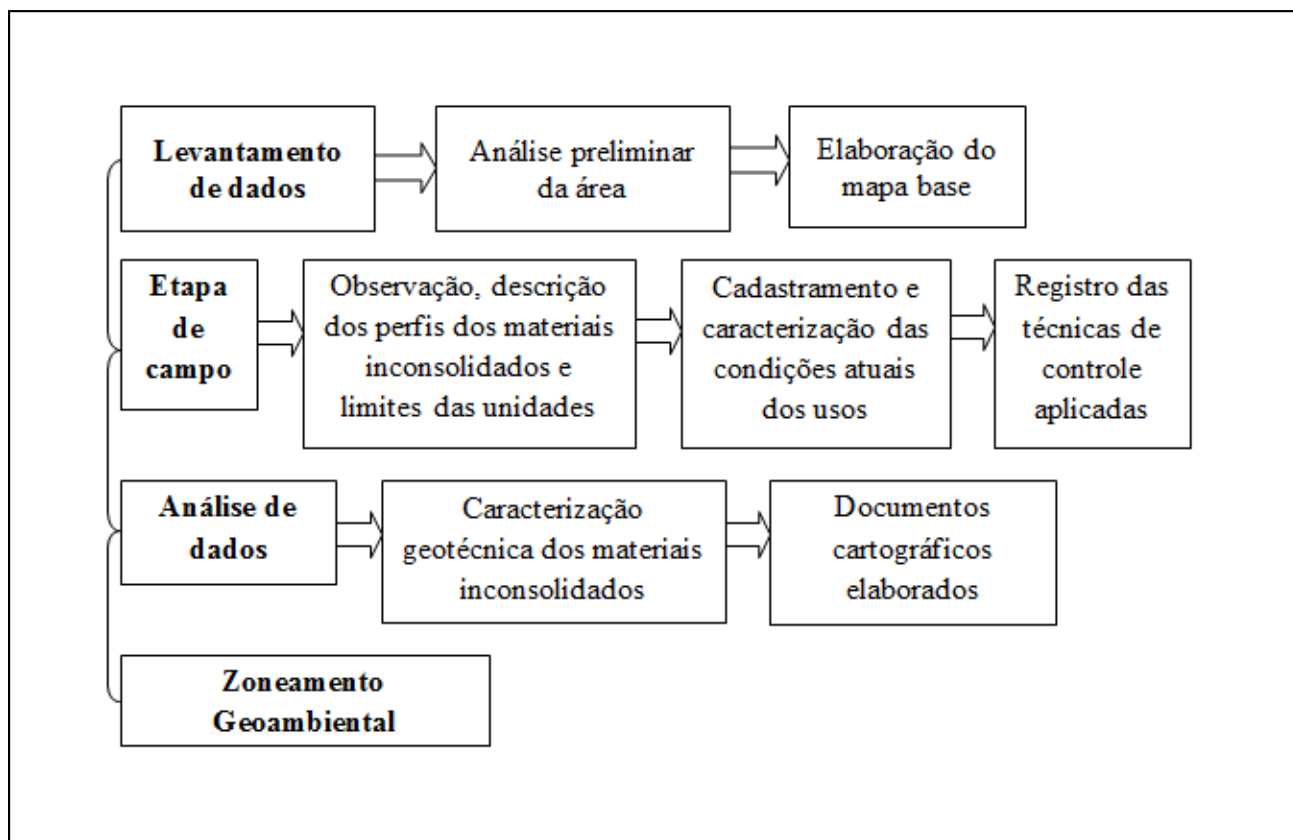 Levantamento
de dados
Análise preliminar
da área
Elaboração do
mapa base
Etapa
de
campo
Observação, descrição
dos perfis dos materiais
inconsolidados e
limites das unidades
Cadastramento e
caracterização das
condições atuais
dos usos
Registro das
técnicas de
controle
aplicadas
Análise de
dados
Caracterização
geotécnica dos materiais
inconsolidados
Documentos
cartográficos
elaborados
Zoneamento
Geoambiental